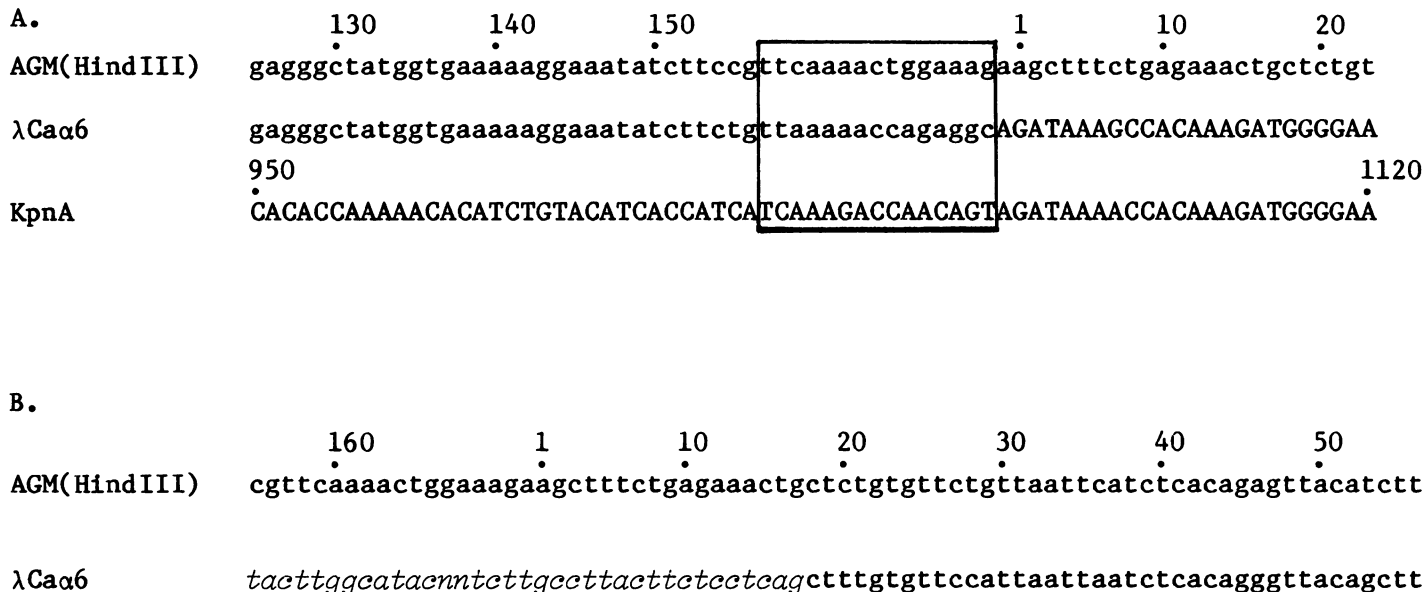 A.
130 140 150 1 10 20
AGM(HindIII) gagggctatggtgaaaaaggaaatatcttccgttcaaaactggaaagaagctttctgagaaactgctctgt
λCaα6 gagggctatggtgaaaaaggaaatatcttctgttaaaaaccagaggcAGATAAAGCCACAAAGATGGGGAA
950 1120
KpnA CACACCAAAAACACATCTGTACATCACCATCATCAAAGACCAACAGTAGATAAAACCACAAAGATGGGGAA
B.
160 1 10 20 30 40 50
AGM(HindIII) cgttcaaaactggaaagaagctttctgagaaactgctctgtgttctgttaattcatctcacagagttacatctt
λCaα6 tacttggcatacnntcttgccttacttctcctcagctttgtgttccattaattaatctcacagggttacagctt